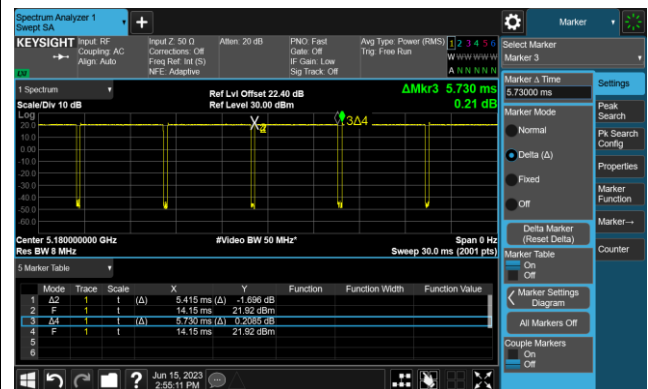 Spectrum Analyzer 1
Swept SA
Marker
KEYSIGHT
Input: RF
Coupling: AC
Align: Auto
Input Z: 50 Ω
Corrections: Off
Freq Ref: Int (S)
NFE: Adaptive
Atten: 20 dB
PNO: Fast
Gate: Off
IF Gain: Low
Sig Track: Off
Avg Type: Power (RMS)
Trig: Free Run
1 2 3 4 5 6
W W W W W W
A N N N N N
Select Marker
Marker 3
Marker Δ Time
5.73000 ms
Settings
1 Spectrum
Scale/Div 10 dB
Ref Lvl Offset 22.40 dB
Ref Level 30.00 dBm
ΔMkr3 5.730 ms
0.21 dB
Log
20.0
10.0
0.00
-10.0
-20.0
-30.0
-40.0
-50.0
-60.0
3Δ4
Center 5.180000000 GHz
Res BW 8 MHz
#Video BW 50 MHz*
Span 0 Hz
Sweep 30.0 ms (2001 pts)
Marker Mode
Normal
Delta (Δ)
Fixed
Off
Delta Marker
(Reset Delta)
Marker Table
On
Off
Marker Settings
Diagram
All Markers Off
Couple Markers
On
Off
Peak
Search
Pk Search
Config
Properties
Marker
Function
Marker→
Counter
5 Marker Table
Mode Trace Scale X Y Function Function Width Function Value
1 Δ2 1 t (Δ) 5.415 ms (Δ) -1.696 dB
2 F 1 t 14.15 ms 21.92 dBm
3 Δ4 1 t (Δ) 5.730 ms (Δ) 0.2085 dB
4 F 1 t 14.15 ms 21.92 dBm
5
6
?
Jun 15, 2023
2:55:11 PM